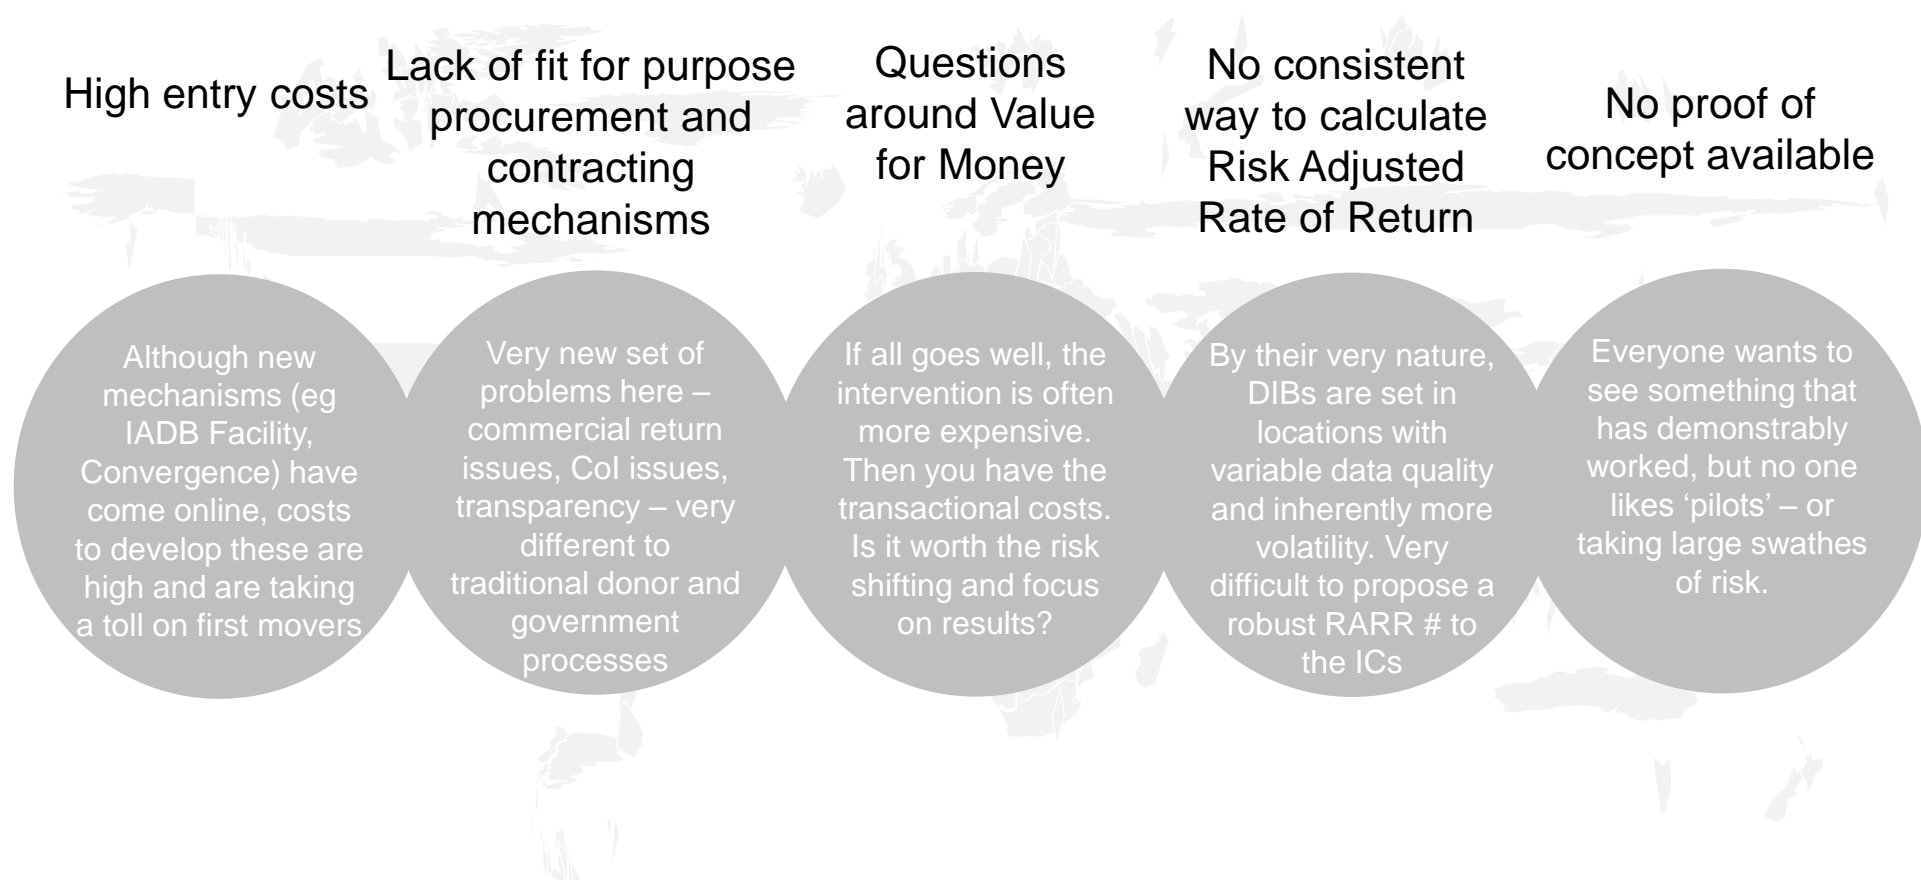 High entry costs
Lack of fit for purpose
procurement and
contracting
mechanisms
Questions
around Value
for Money
No consistent
way to calculate
Risk Adjusted
Rate of Return
No proof of
concept available
Although new
mechanisms (eg
IADB Facility,
Convergence) have
come online, costs
to develop these are
high and are taking
a toll on first movers
Very new set of
problems here –
commercial return
issues, CoI issues,
transparency – very
different to
traditional donor and
government
processes
If all goes well, the
intervention is often
more expensive.
Then you have the
transactional costs.
Is it worth the risk
shifting and focus
on results?
By their very nature,
DIBs are set in
locations with
variable data quality
and inherently more
volatility. Very
difficult to propose a
robust RARR # to
the ICs
Everyone wants to
see something that
has demonstrably
worked, but no one
likes ‘pilots’ – or
taking large swathes
of risk.